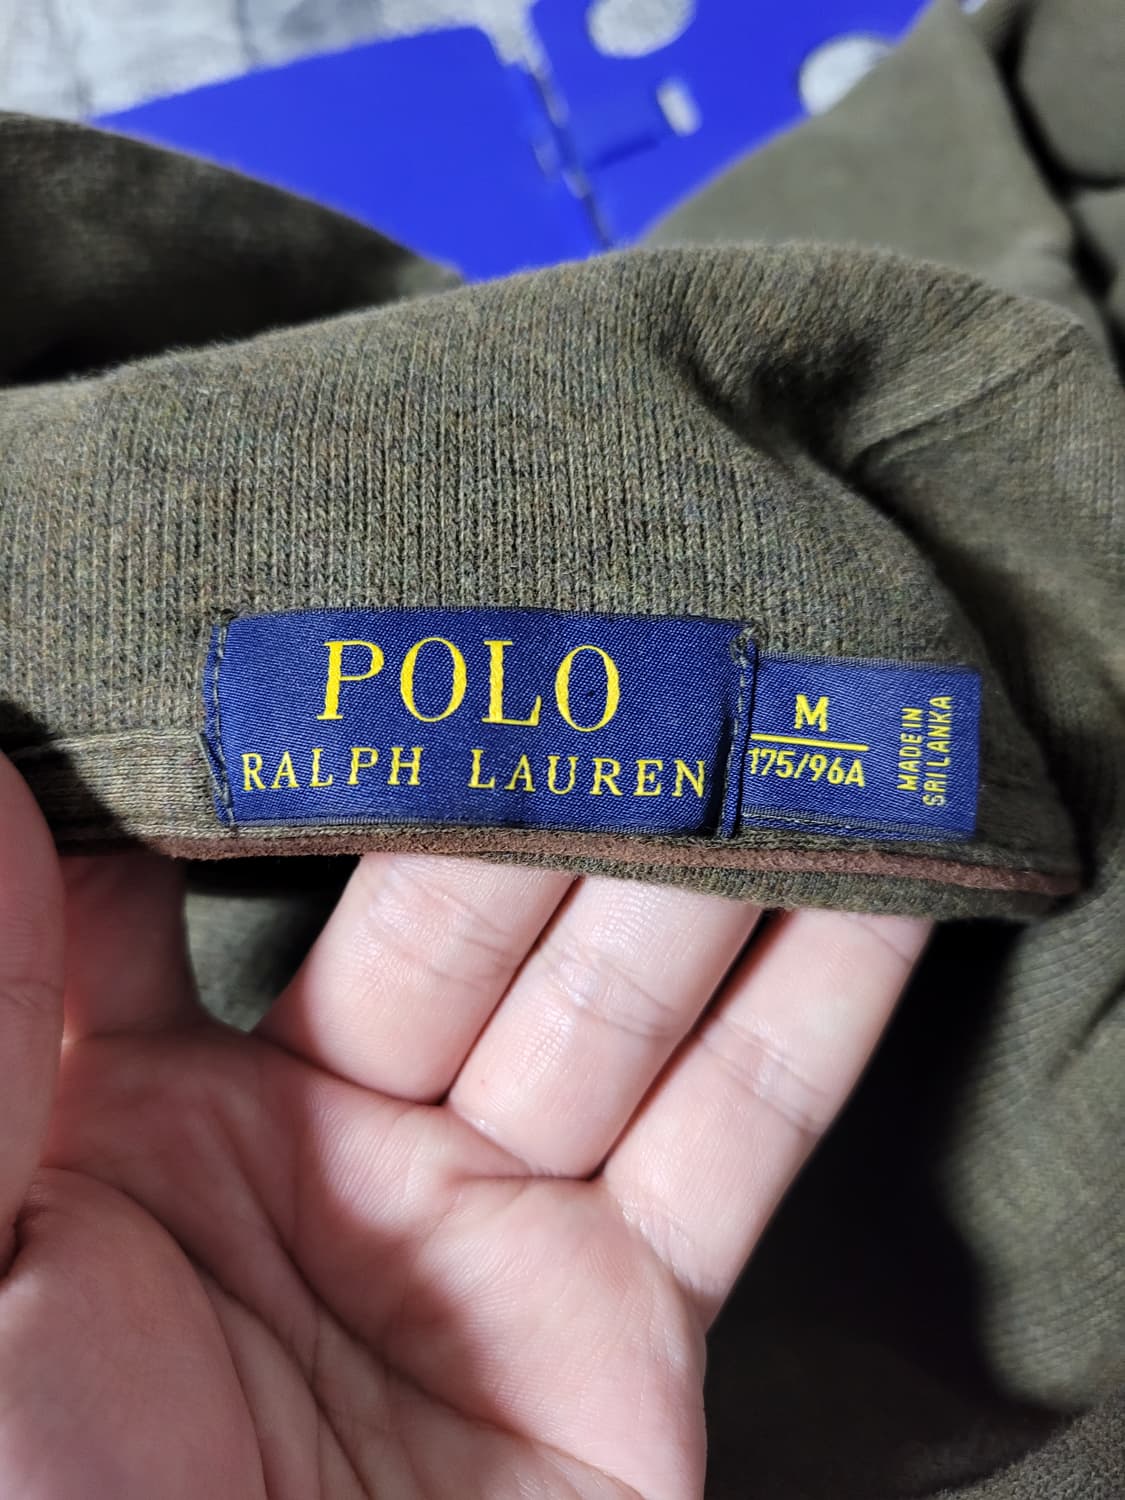 POLO
RALPH LAUREN
M
175/96A
MADE IN
SRI LANKA